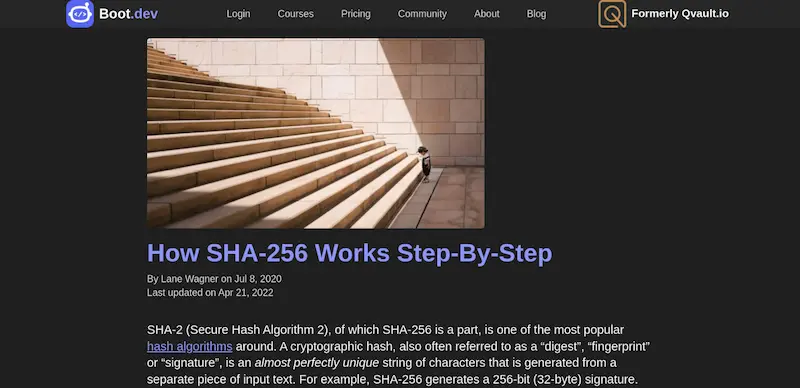 Boot.dev Login Courses Pricing Community About Blog Formerly Qvault.io
How SHA-256 Works Step-By-Step
By Lane Wagner on Jul 8, 2020
Last updated on Apr 21, 2022
SHA-2 (Secure Hash Algorithm 2), of which SHA-256 is a part, is one of the most popular
hash algorithms around. A cryptographic hash, also often referred to as a “digest”, “fingerprint”
or “signature”, is an almost perfectly unique string of characters that is generated from a
separate piece of input text. For example, SHA-256 generates a 256-bit (32-byte) signature.